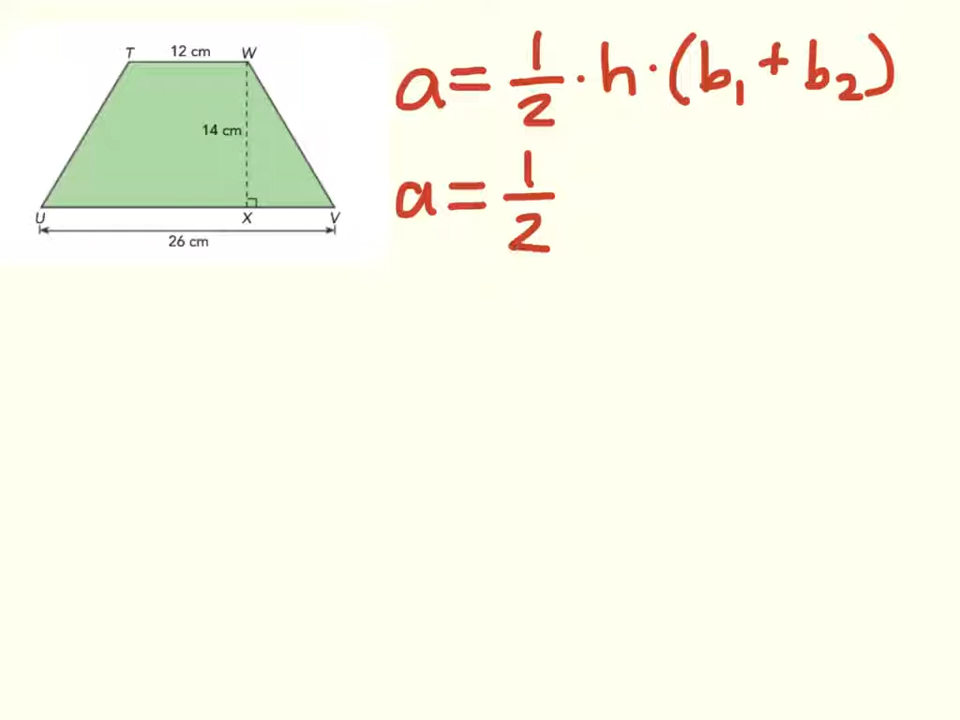 T 12 cm W
14 cm
U X V
26 cm
a = 1/2 · h · (b₁ + b₂)
a = 1/2